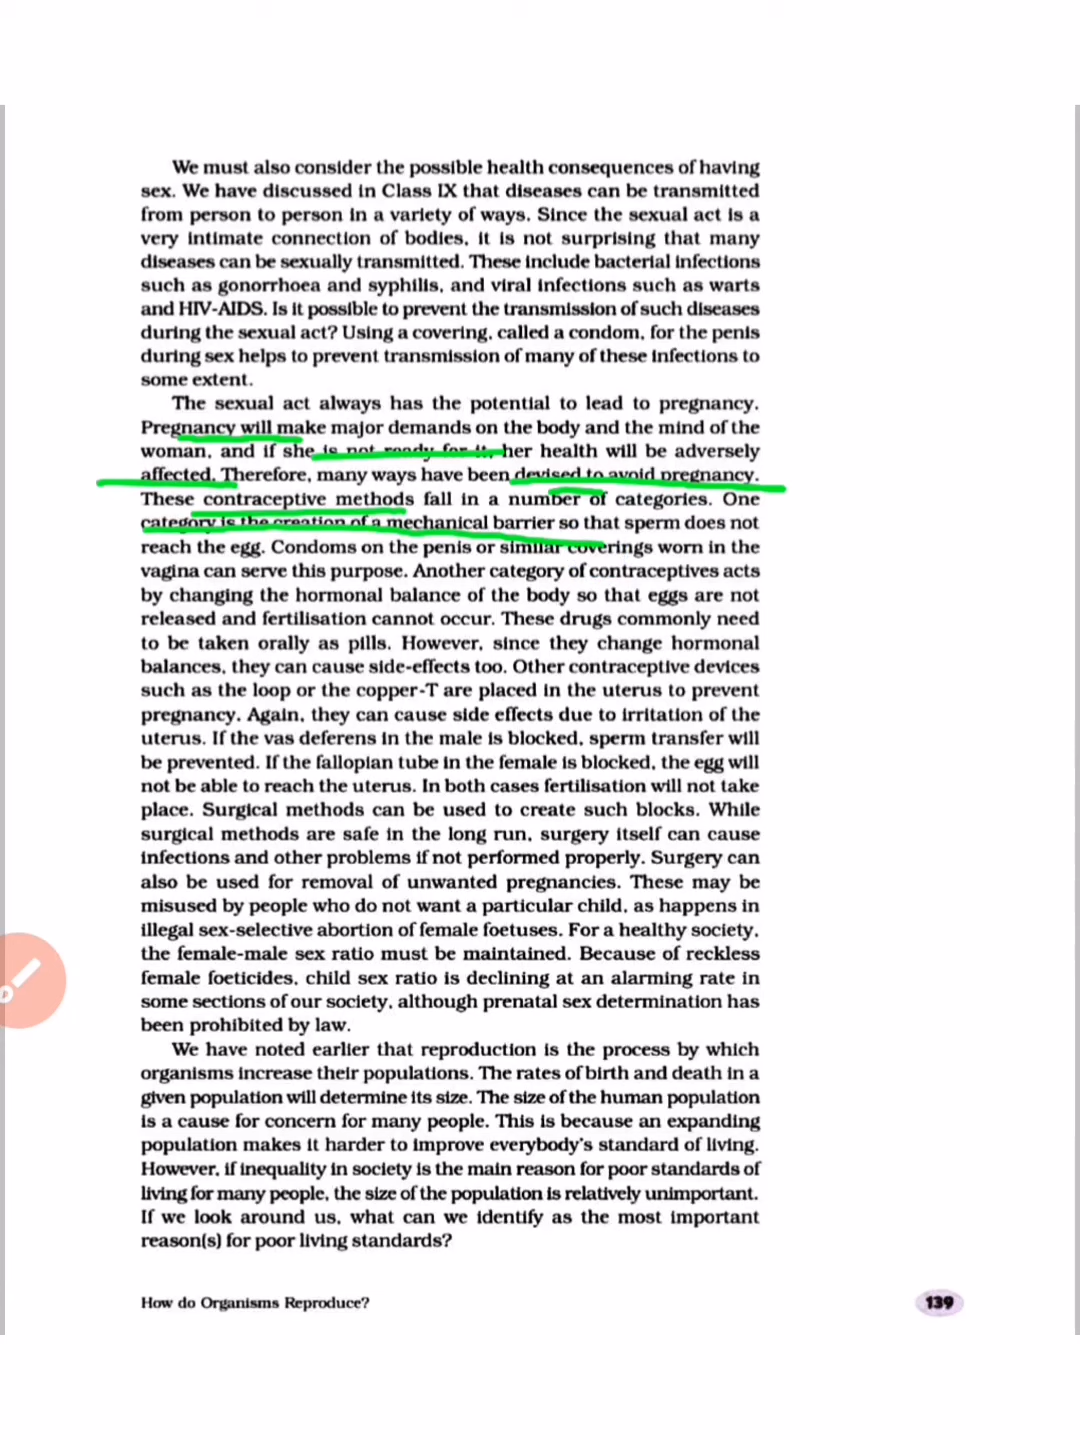 We must also consider the possible health consequences of having
sex. We have discussed in Class IX that diseases can be transmitted
from person to person in a variety of ways. Since the sexual act is a
very intimate connection of bodies, it is not surprising that many
diseases can be sexually transmitted. These include bacterial infections
such as gonorrhoea and syphilis, and viral infections such as warts
and HIV-AIDS. Is it possible to prevent the transmission of such diseases
during the sexual act? Using a covering, called a condom, for the penis
during sex helps to prevent transmission of many of these infections to
some extent.
The sexual act always has the potential to lead to pregnancy.
Pregnancy will make major demands on the body and the mind of the
woman, and if she is not ready for it, her health will be adversely
affected. Therefore, many ways have been devised to avoid pregnancy.
These contraceptive methods fall in a number of categories. One
category is the creation of a mechanical barrier so that sperm does not
reach the egg. Condoms on the penis or similar coverings worn in the
vagina can serve this purpose. Another category of contraceptives acts
by changing the hormonal balance of the body so that eggs are not
released and fertilisation cannot occur. These drugs commonly need
to be taken orally as pills. However, since they change hormonal
balances, they can cause side-effects too. Other contraceptive devices
such as the loop or the copper-T are placed in the uterus to prevent
pregnancy. Again, they can cause side effects due to irritation of the
uterus. If the vas deferens in the male is blocked, sperm transfer will
be prevented. If the fallopian tube in the female is blocked, the egg will
not be able to reach the uterus. In both cases fertilisation will not take
place. Surgical methods can be used to create such blocks. While
surgical methods are safe in the long run, surgery itself can cause
infections and other problems if not performed properly. Surgery can
also be used for removal of unwanted pregnancies. These may be
misused by people who do not want a particular child, as happens in
illegal sex-selective abortion of female foetuses. For a healthy society,
the female-male sex ratio must be maintained. Because of reckless
female foeticides, child sex ratio is declining at an alarming rate in
some sections of our society, although prenatal sex determination has
been prohibited by law.
We have noted earlier that reproduction is the process by which
organisms increase their populations. The rates of birth and death in a
given population will determine its size. The size of the human population
is a cause for concern for many people. This is because an expanding
population makes it harder to improve everybody's standard of living.
However, if inequality in society is the main reason for poor standards of
living for many people, the size of the population is relatively unimportant.
If we look around us, what can we identify as the most important
reason(s) for poor living standards?
How do Organisms Reproduce?
139